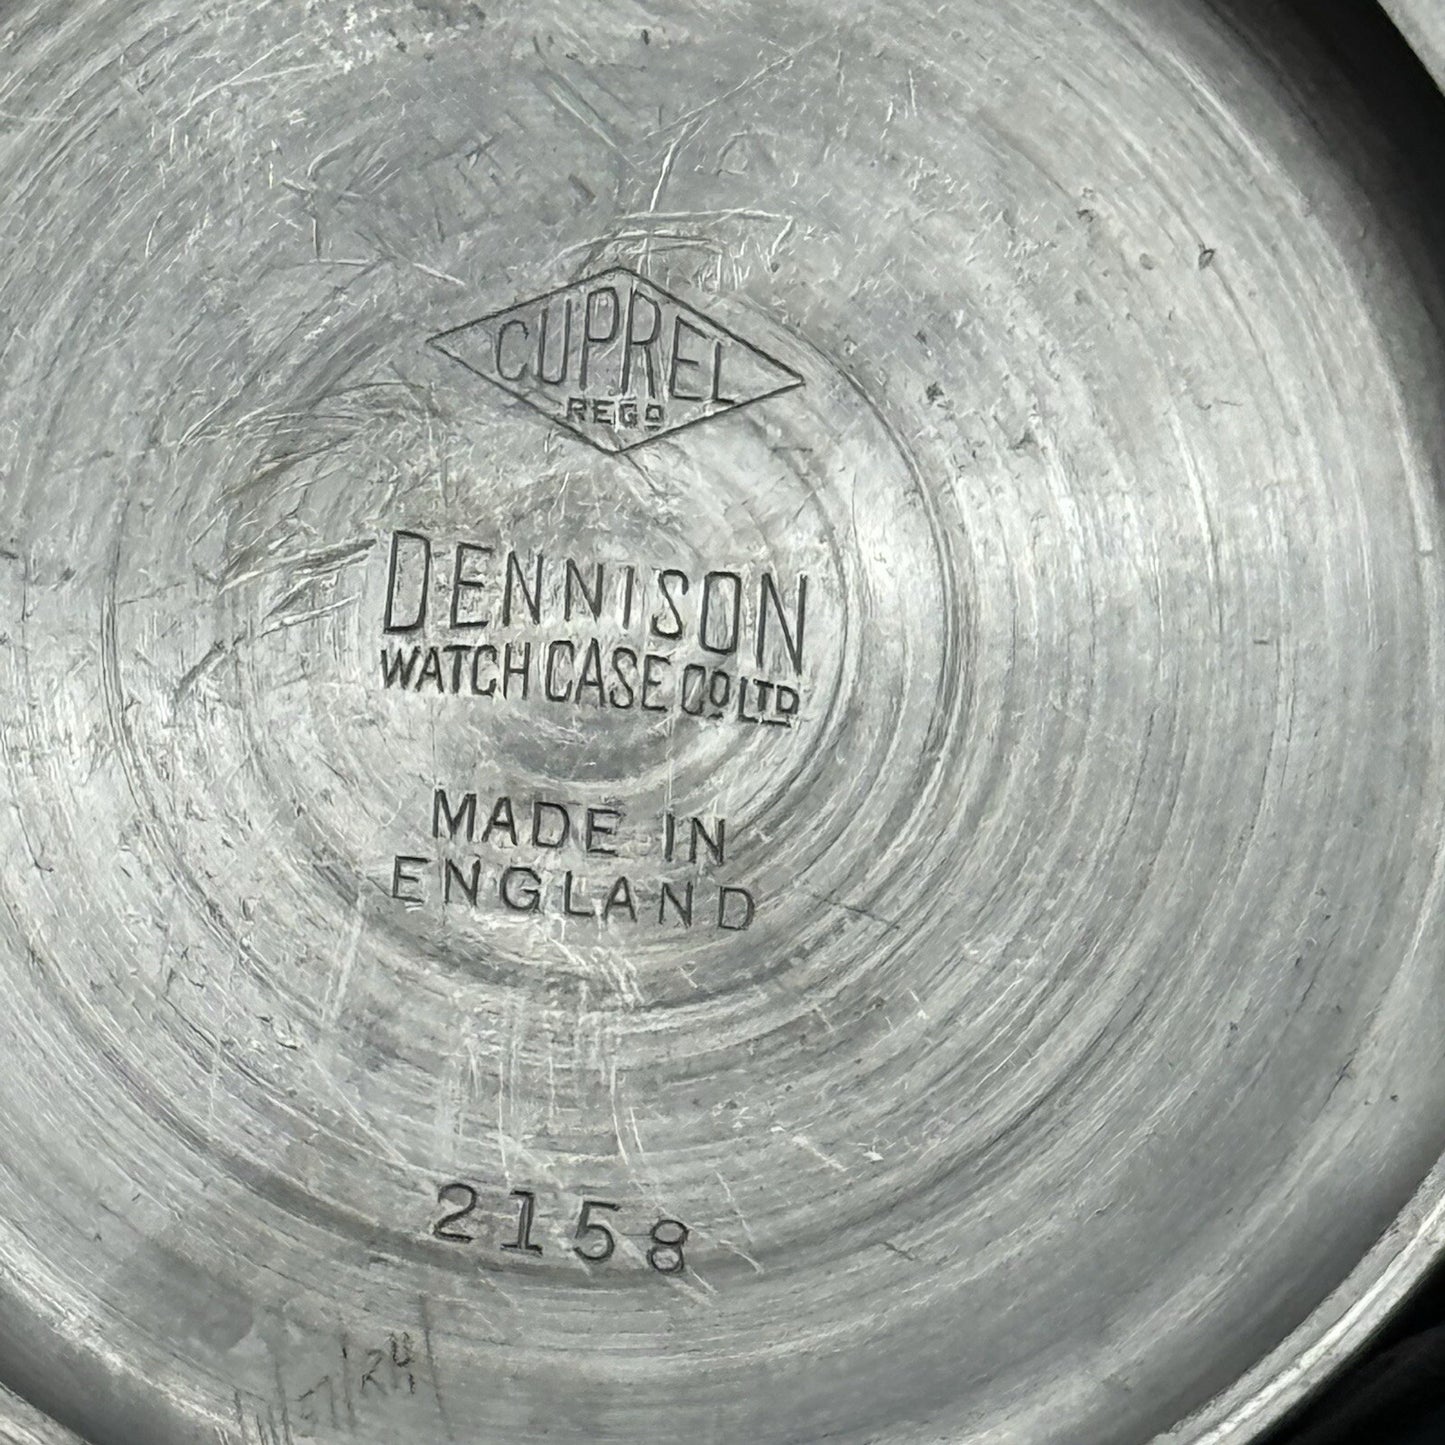 CUPREL
REGD
DENNISON
WATCH CASE CO LTD
MADE IN
ENGLAND
2158